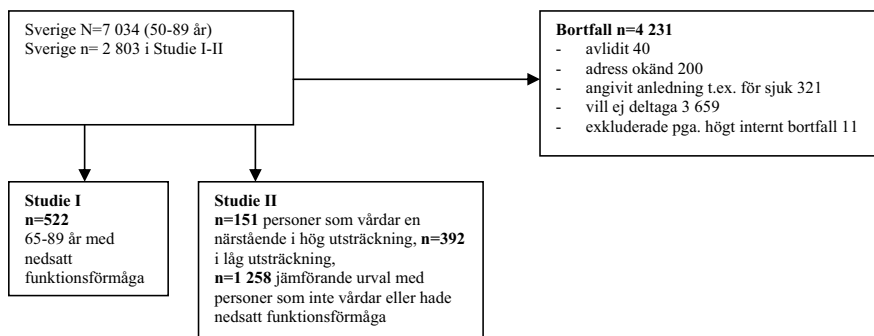 Sverige N=7 034 (50-89 år)
Sverige n= 2 803 i Studie I-II
Bortfall n=4 231
- avlidit 40
- adress okänd 200
- angivit anledning t.ex. för sjuk 321
- vill ej deltaga 3 659
- exkluderade pga. högt internt bortfall 11
Studie I
n=522
65-89 år med
nedsatt
funktionsförmåga
Studie II
n=151 personer som vårdar en
närstående i hög utsträckning, n=392
i låg utsträckning,
n=1 258 jämförande urval med
personer som inte vårdar eller hade
nedsatt funktionsförmåga